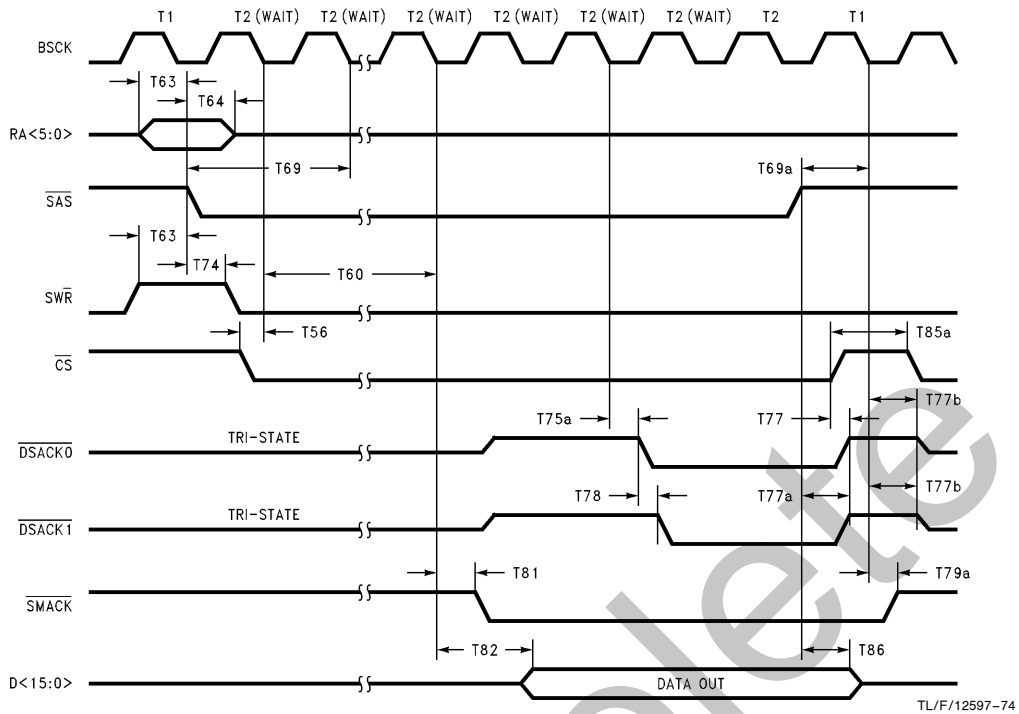 T1 T2 (WAIT) T2 (WAIT) T2 (WAIT) T2 (WAIT) T2 (WAIT) T2 (WAIT) T2 T1
BSCK
T63
T64
RA<5:0>
T69
T69a
SAS
T63
T74
T60
SWR
T56
T85a
CS
T75a
T77
T77b
TRI-STATE
DSACK0
T78
T77a
T77b
TRI-STATE
DSACK1
T81
T79a
SMACK
T82
T86
D<15:0>
DATA OUT
TL/F/12597-74